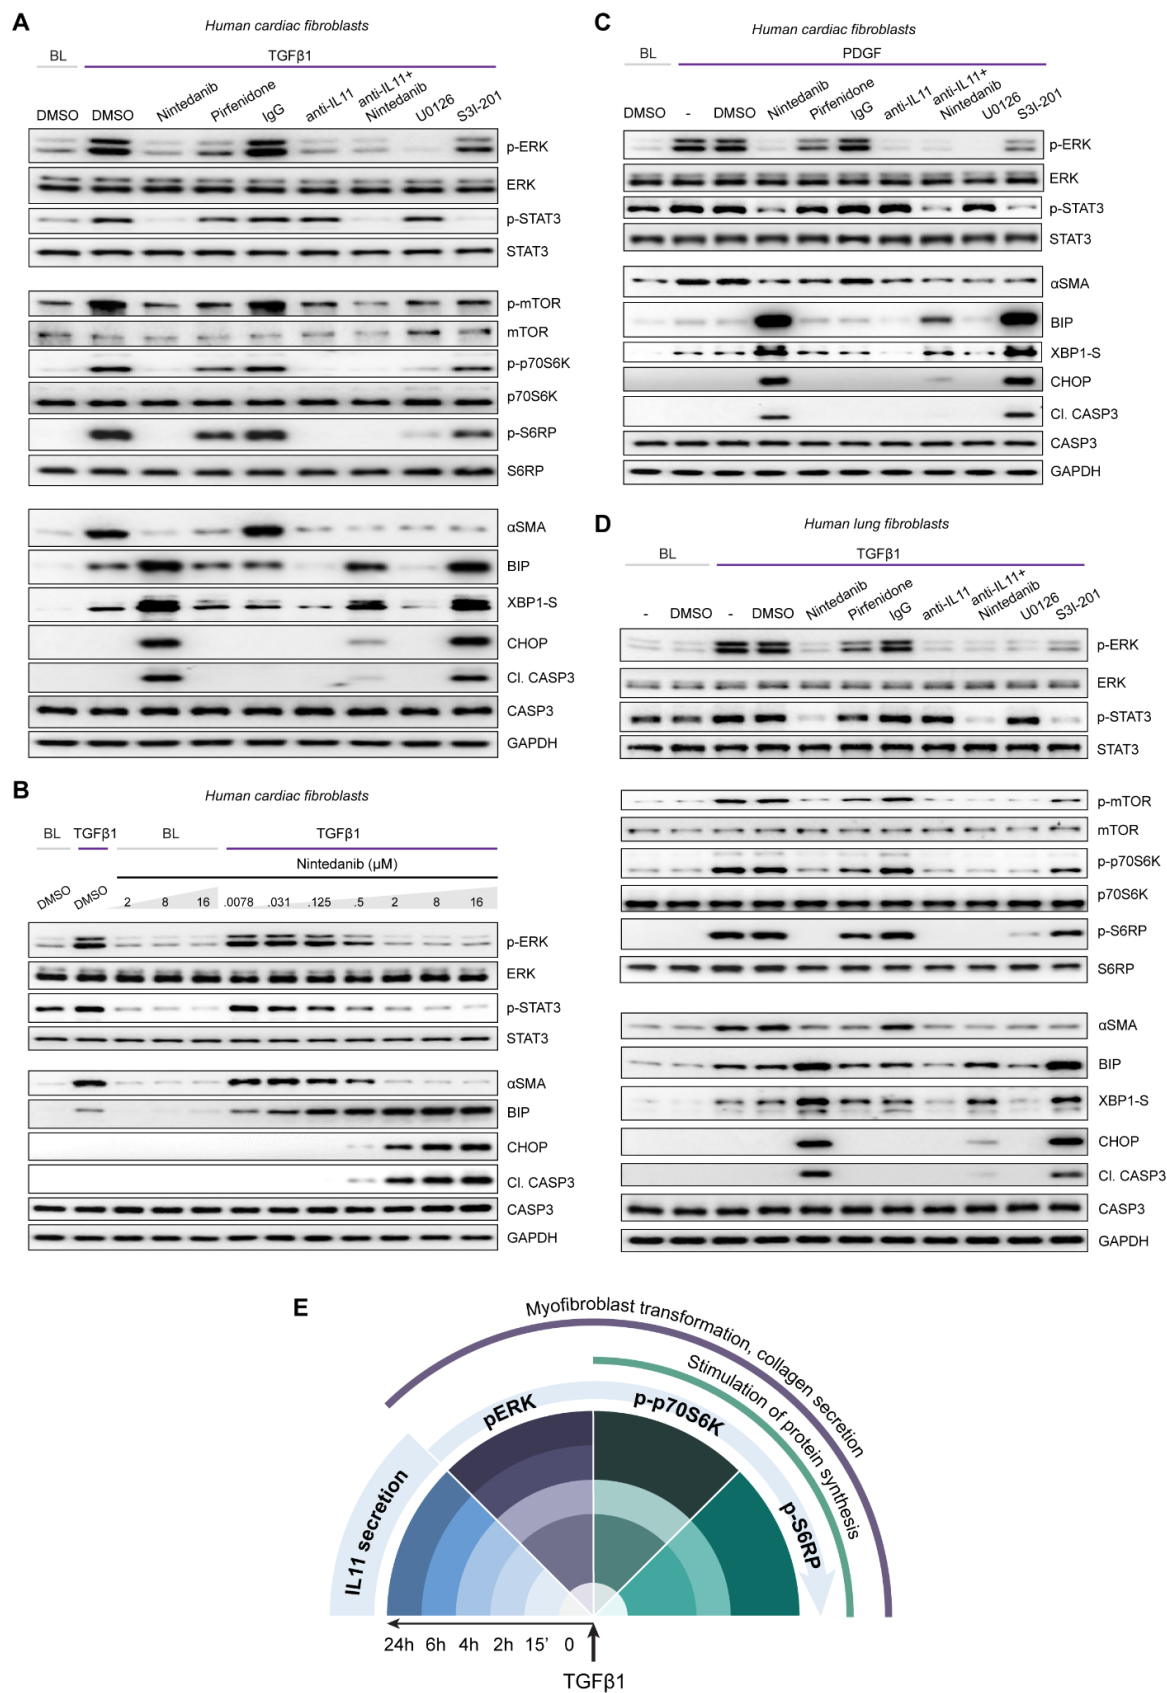 A
Human cardiac fibroblasts
BL
TGFβ1
DMSO
DMSO
Nintedanib
Pirfenidone
IgG
anti-IL11
anti-IL11+
Nintedanib
U0126
S3I-201
p-ERK
ERK
p-STAT3
STAT3
p-mTOR
mTOR
p-p70S6K
p70S6K
p-S6RP
S6RP
αSMA
BIP
XBP1-S
CHOP
Cl. CASP3
CASP3
GAPDH
B
Human cardiac fibroblasts
BL TGFβ1 BL TGFβ1
Nintedanib (μM)
DMSO DMSO 2 8 16 .0078 .031 .125 .5 2 8 16
p-ERK
ERK
p-STAT3
STAT3
αSMA
BIP
CHOP
Cl. CASP3
CASP3
GAPDH
C
Human cardiac fibroblasts
BL
PDGF
DMSO
-
DMSO
Nintedanib
Pirfenidone
IgG
anti-IL11
anti-IL11+
Nintedanib
U0126
S3I-201
p-ERK
ERK
p-STAT3
STAT3
αSMA
BIP
XBP1-S
CHOP
Cl. CASP3
CASP3
GAPDH
D
Human lung fibroblasts
BL
TGFβ1
-
DMSO
-
DMSO
Nintedanib
Pirfenidone
IgG
anti-IL11
anti-IL11+
Nintedanib
U0126
S3I-201
p-ERK
ERK
p-STAT3
STAT3
p-mTOR
mTOR
p-p70S6K
p70S6K
p-S6RP
S6RP
αSMA
BIP
XBP1-S
CHOP
Cl. CASP3
CASP3
GAPDH
E
Myofibroblast transformation, collagen secretion
Stimulation of protein synthesis
IL11 secretion
pERK
p-p70S6K
p-S6RP
24h 6h 4h 2h 15' 0
TGFβ1